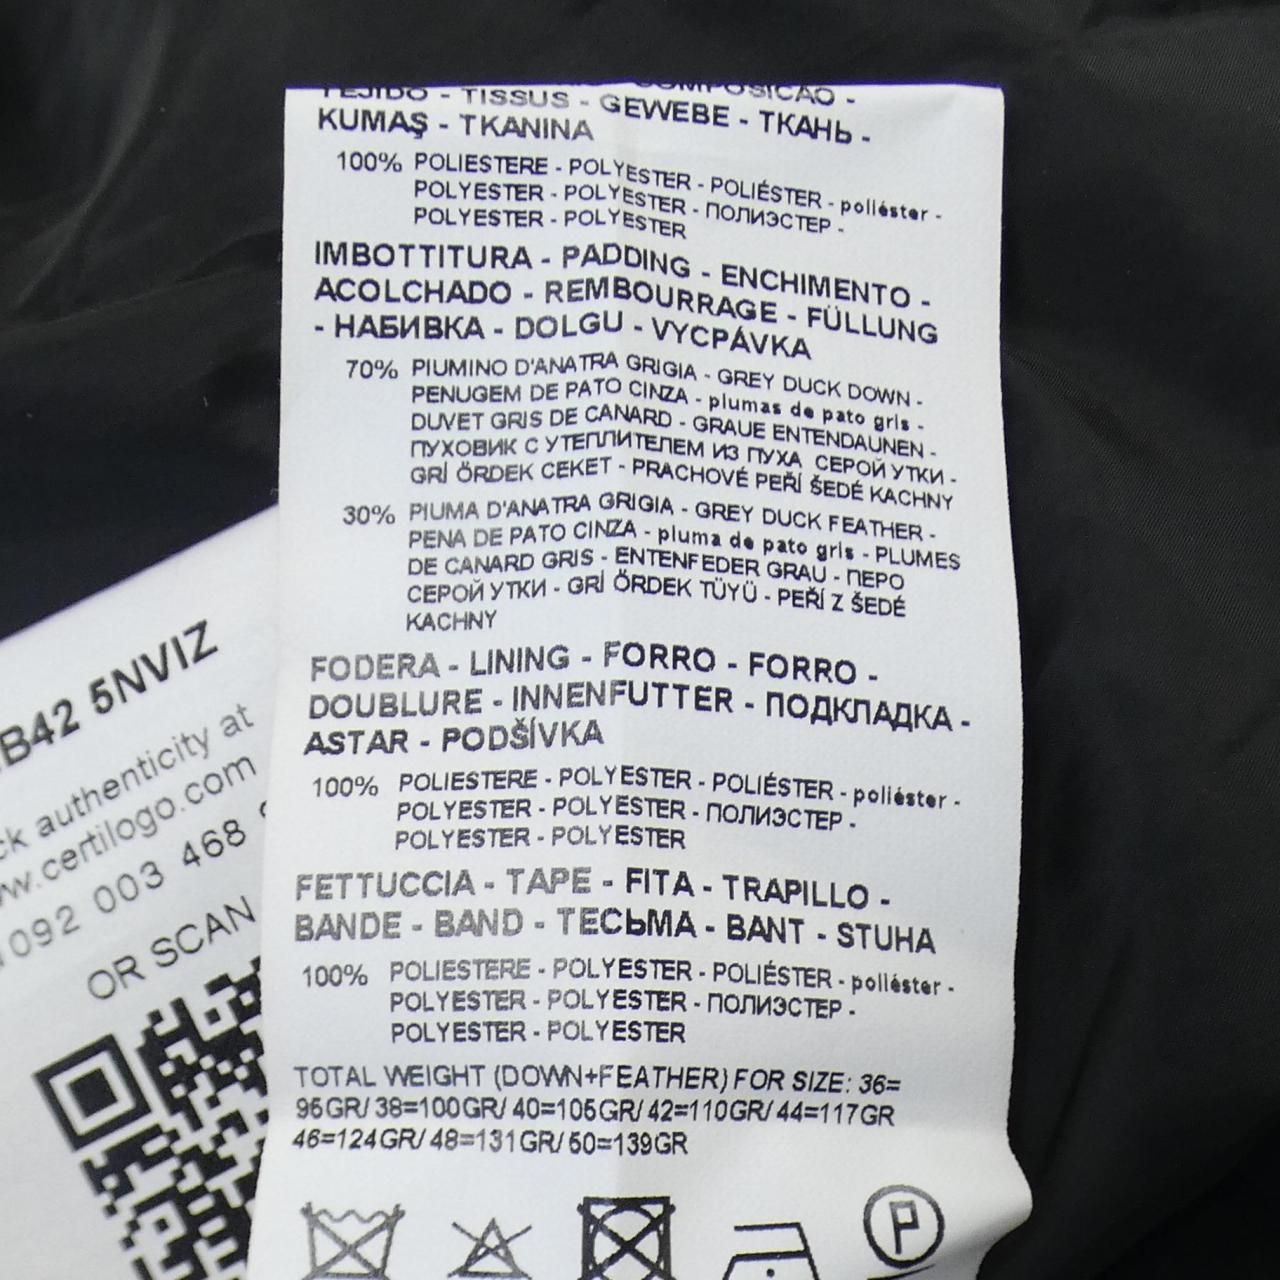 TEJIDO - TISSUS - GEWEBE - ТКАНЬ -
COMPOSICAO -
KUMAŞ - TKANINA
100% POLIESTERE - POLYESTER - POLIÉSTER - poliéster -
POLYESTER - POLYESTER - ПОЛИЭСТЕР -
POLYESTER - POLYESTER
IMBOTTITURA - PADDING - ENCHIMENTO -
ACOLCHADO - REMBOURRAGE - FÜLLUNG
- НАБИВКА - DOLGU - VYCPÁVKA
70% PIUMINO D'ANATRA GRIGIA - GREY DUCK DOWN -
PENUGEM DE PATO CINZA - plumas de pato gris -
DUVET GRIS DE CANARD - GRAUE ENTENDAUNEN -
ПУХОВИК С УТЕПЛИТЕЛЕМ ИЗ ПУХА СЕРОЙ УТКИ -
GRİ ÖRDEK CEKET - PRACHOVÉ PEŘÍ ŠEDÉ KACHNY
30% PIUMA D'ANATRA GRIGIA - GREY DUCK FEATHER -
PENA DE PATO CINZA - pluma de pato gris - PLUMES
DE CANARD GRIS - ENTENFEDER GRAU - ПЕРО
СЕРОЙ УТКИ - GRİ ÖRDEK TÜYÜ - PEŘÍ Z ŠEDÉ
KACHNY
FODERA - LINING - FORRO - FORRO -
DOUBLURE - INNENFUTTER - ПОДКЛАДКА -
ASTAR - PODŠÍVKA
100% POLIESTERE - POLYESTER - POLIÉSTER - poliéster -
POLYESTER - POLYESTER - ПОЛИЭСТЕР -
POLYESTER - POLYESTER
FETTUCCIA - TAPE - FITA - TRAPILLO -
BANDE - BAND - ТЕСЬМА - BANT - STUHA
100% POLIESTERE - POLYESTER - POLIÉSTER - poliéster -
POLYESTER - POLYESTER - ПОЛИЭСТЕР -
POLYESTER - POLYESTER
TOTAL WEIGHT (DOWN+FEATHER) FOR SIZE: 36=
95GR/ 38=100GR/ 40=105GR/ 42=110GR/ 44=117GR
46=124GR/ 48=131GR/ 50=139GR
P
B42 5NVIZ
authenticity at
certilogo.com
092 003 468
OR SCAN